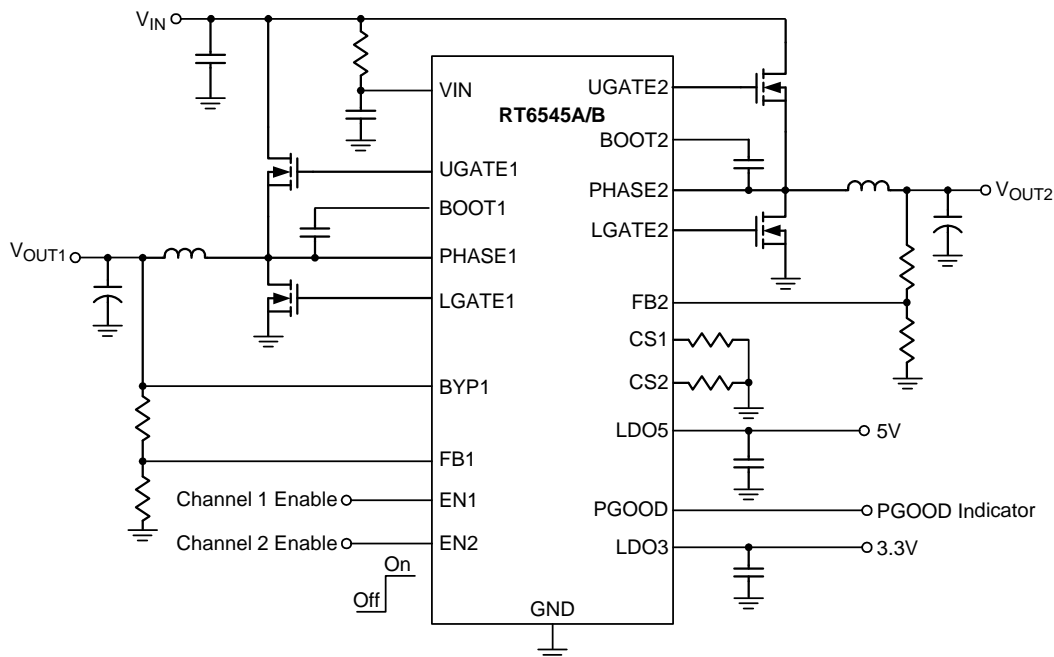 VIN
VIN
RT6545A/B
UGATE2
BOOT2
UGATE1
PHASE2
VOUT2
BOOT1
LGATE2
VOUT1
PHASE1
LGATE1
FB2
CS1
BYP1
CS2
LDO5
5V
FB1
Channel 1 Enable
EN1
PGOOD
PGOOD Indicator
Channel 2 Enable
EN2
LDO3
3.3V
On
Off
GND